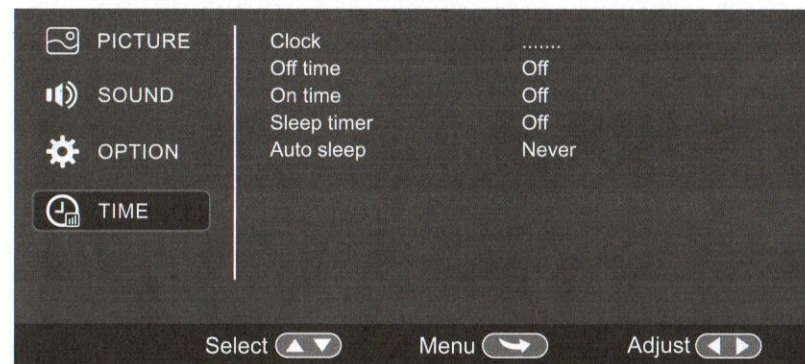 PICTURE
SOUND
OPTION
TIME
Clock .......
Off time Off
On time Off
Sleep timer Off
Auto sleep Never
Select Menu Adjust